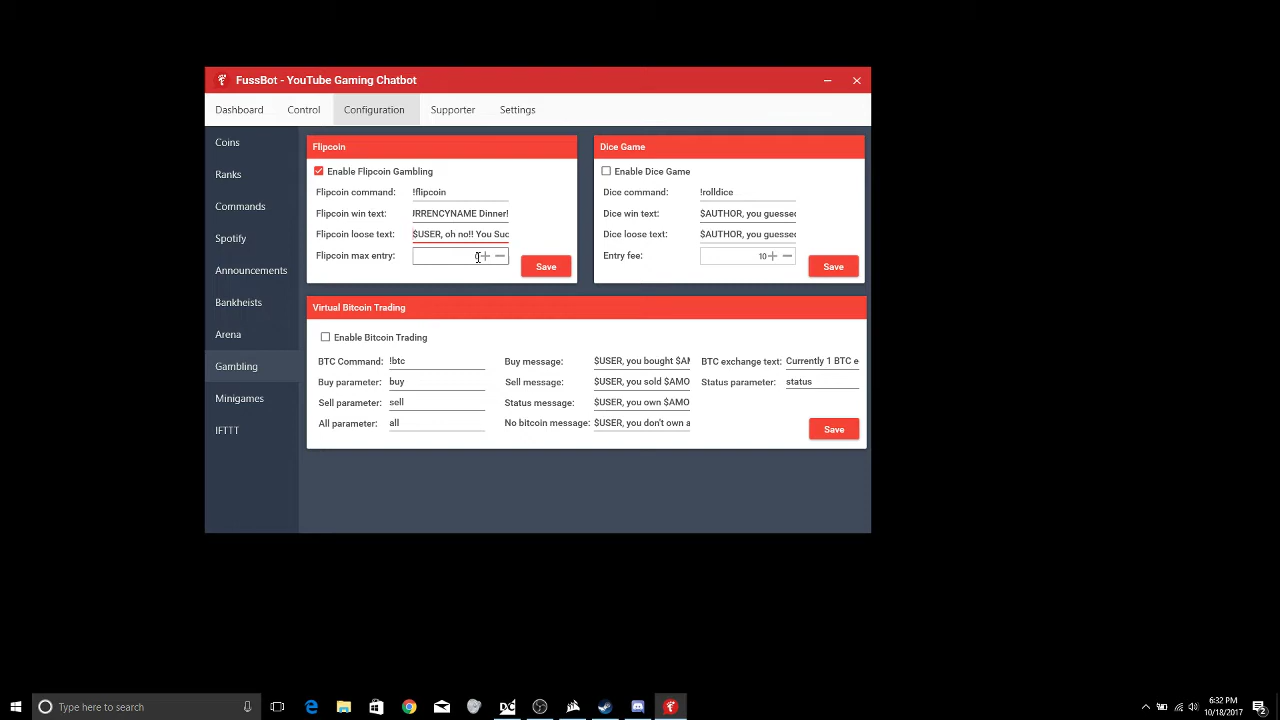 FussBot - YouTube Gaming Chatbot
Dashboard Control Configuration Supporter Settings
Coins
Ranks
Commands
Spotify
Announcements
Bankheists
Arena
Gambling
Minigames
IFTTT
Flipcoin
Enable Flipcoin Gambling
Flipcoin command: !flipcoin
Flipcoin win text: IRRENCYNAME Dinner!
Flipcoin loose text: $USER, oh no!! You Suc
Flipcoin max entry:
Save
Dice Game
Enable Dice Game
Dice command: !rolldice
Dice win text: $AUTHOR, you guessed
Dice loose text: $AUTHOR, you guessed
Entry fee: 10
Save
Virtual Bitcoin Trading
Enable Bitcoin Trading
BTC Command: !btc Buy message: $USER, you bought $AM BTC exchange text: Currently 1 BTC e
Buy parameter: buy Sell message: $USER, you sold $AMO Status parameter: status
Sell parameter: sell Status message: $USER, you own $AMO
All parameter: all No bitcoin message: $USER, you don't own a
Save
Type here to search
DC
6:32 PM
10/18/2017
2